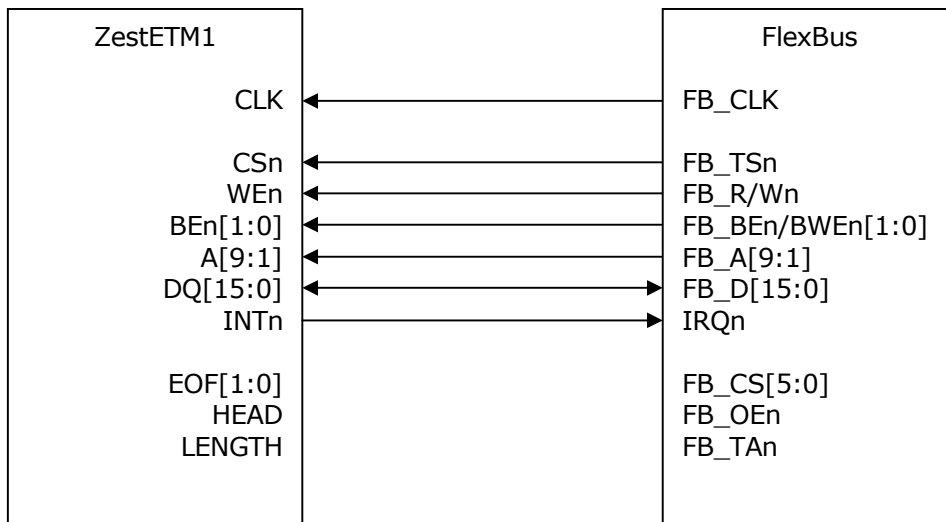 ZestETM1 FlexBus
CLK FB_CLK
CSn FB_TSn
WEn FB_R/Wn
BEn[1:0] FB_BEn/BWEn[1:0]
A[9:1] FB_A[9:1]
DQ[15:0] FB_D[15:0]
INTn IRQn
EOF[1:0] FB_CS[5:0]
HEAD FB_OEn
LENGTH FB_TAn